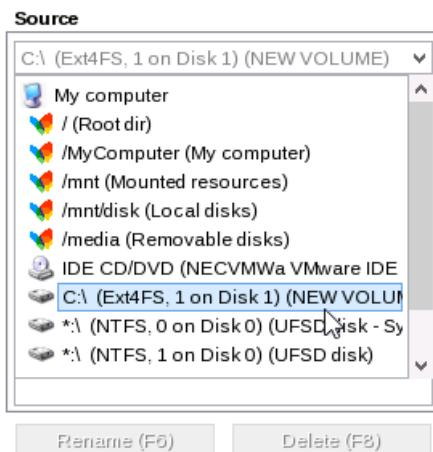 Source
C:\ (Ext4FS, 1 on Disk 1) (NEW VOLUME)
My computer
/ (Root dir)
/MyComputer (My computer)
/mnt (Mounted resources)
/mnt/disk (Local disks)
/media (Removable disks)
IDE CD/DVD (NECVMWa VMware IDE
C:\ (Ext4FS, 1 on Disk 1) (NEW VOLUM
*:\ (NTFS, 0 on Disk 0) (UFSD disk - Sy
*:\ (NTFS, 1 on Disk 0) (UFSD disk)
Rename (F6) Delete (F8)